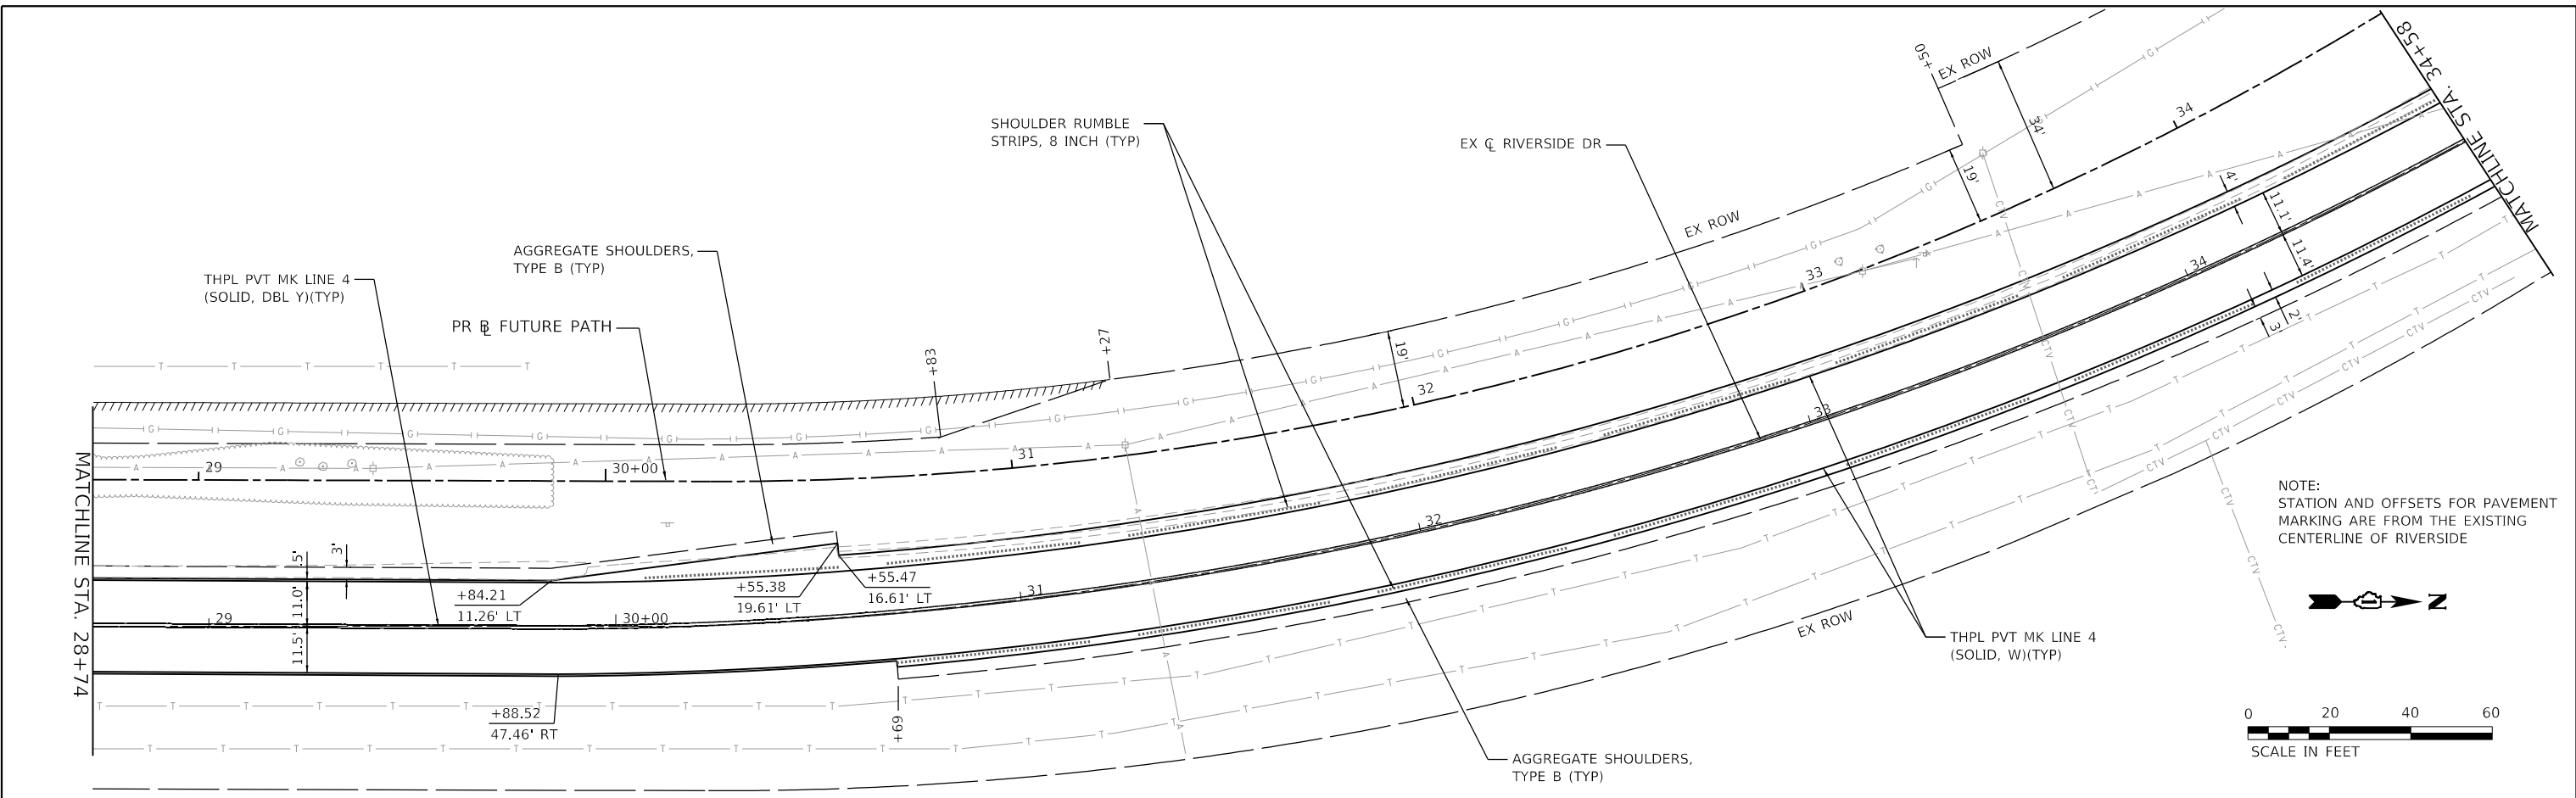 +50
EX ROW
MATCHLINE STA. 34+58
34'
34
SHOULDER RUMBLE
STRIPS, 8 INCH (TYP)
EX ℄ RIVERSIDE DR
19'
EX ROW
4'
11.1'
11.4'
2'
3'
AGGREGATE SHOULDERS,
TYPE B (TYP)
THPL PVT MK LINE 4
(SOLID, DBL Y)(TYP)
PR BL FUTURE PATH
+83
+27
19'
33
34
32
33
31
32
29
30+00
31
MATCHLINE STA. 28+74
.5'
3'
11.0'
11.5'
29
30+00
+84.21
11.26' LT
+55.38
19.61' LT
+55.47
16.61' LT
+88.52
47.46' RT
+69
EX ROW
AGGREGATE SHOULDERS,
TYPE B (TYP)
THPL PVT MK LINE 4
(SOLID, W)(TYP)
NOTE:
STATION AND OFFSETS FOR PAVEMENT
MARKING ARE FROM THE EXISTING
CENTERLINE OF RIVERSIDE
N
0 20 40 60
SCALE IN FEET